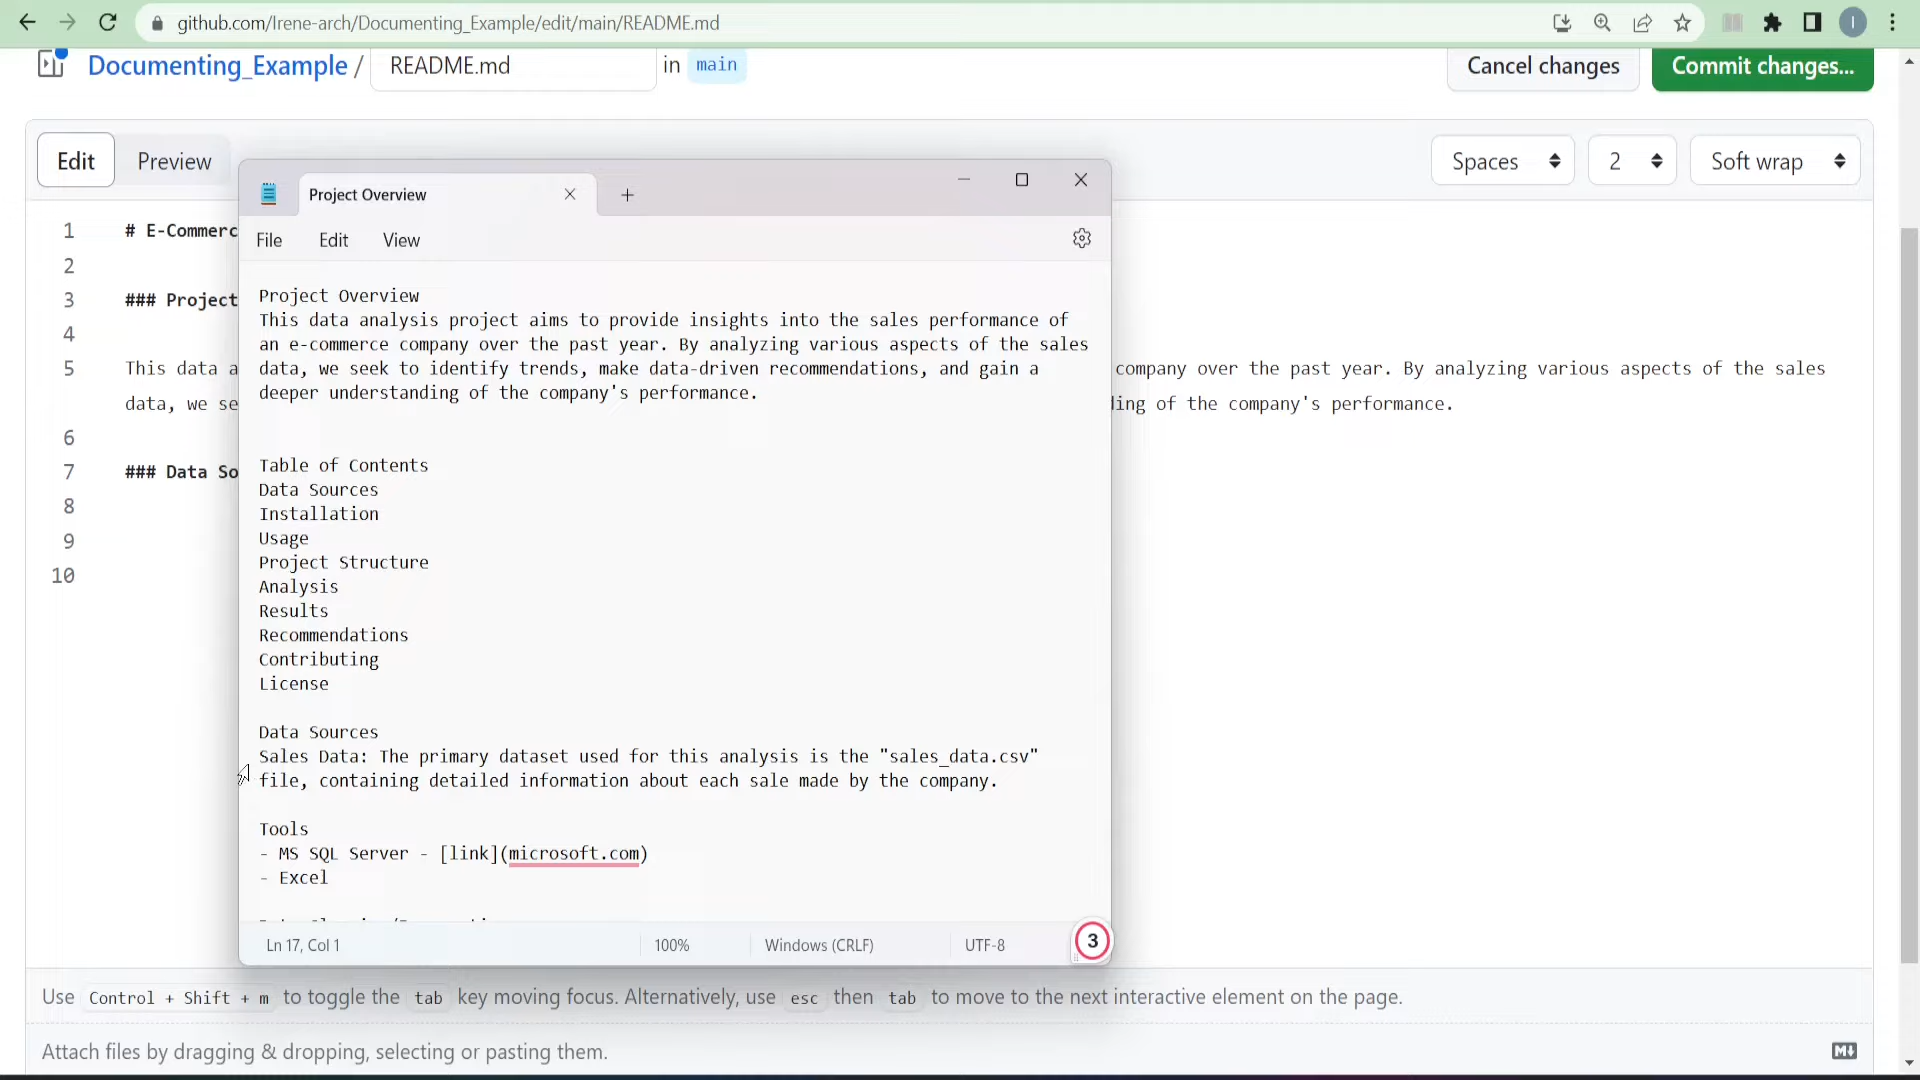 github.com/Irene-arch/Documenting_Example/edit/main/README.md
I
Documenting_Example / README.md in main
Cancel changes
Commit changes...
Edit
Preview
Spaces
2
Soft wrap
Project Overview
File
Edit
View
1 # E-Commerc
2
3 ### Project
4
5 This data a
company over the past year. By analyzing various aspects of the sales
data, we se
ing of the company's performance.
6
7 ### Data So
8
9
10
Project Overview
This data analysis project aims to provide insights into the sales performance of
an e-commerce company over the past year. By analyzing various aspects of the sales
data, we seek to identify trends, make data-driven recommendations, and gain a
deeper understanding of the company's performance.
Table of Contents
Data Sources
Installation
Usage
Project Structure
Analysis
Results
Recommendations
Contributing
License
Data Sources
Sales Data: The primary dataset used for this analysis is the "sales_data.csv"
file, containing detailed information about each sale made by the company.
Tools
- MS SQL Server - [link](microsoft.com)
- Excel
Ln 17, Col 1
100%
Windows (CRLF)
UTF-8
3
Use Control + Shift + m to toggle the tab key moving focus. Alternatively, use esc then tab to move to the next interactive element on the page.
Attach files by dragging & dropping, selecting or pasting them.
M